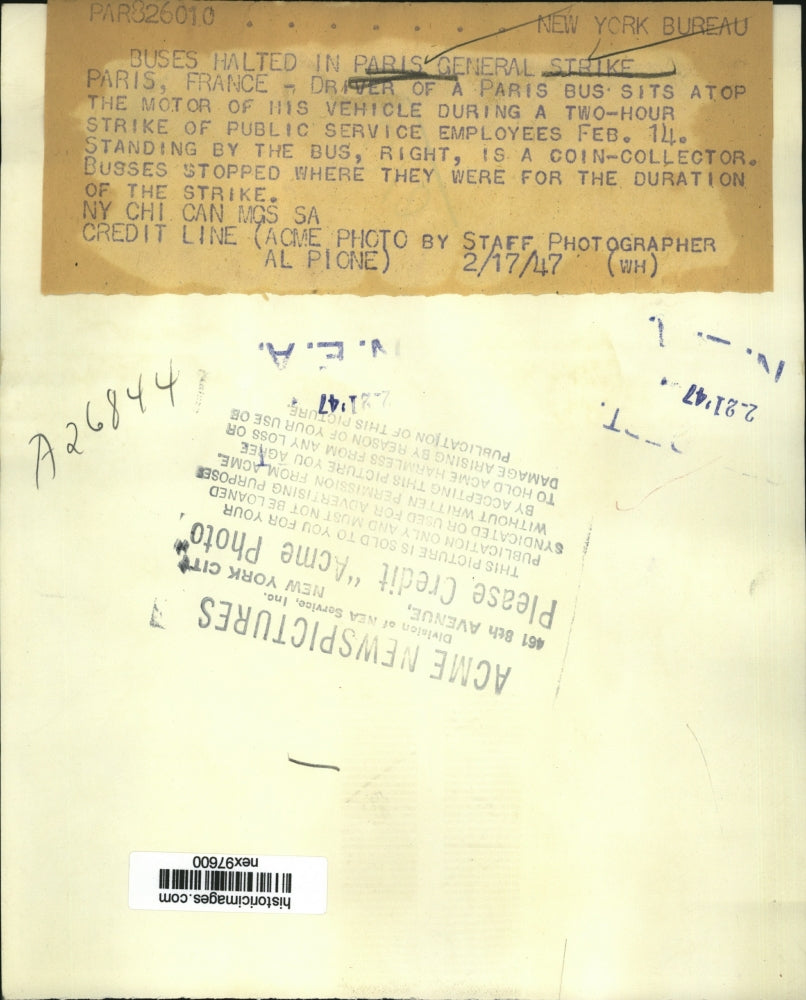 PAR826010 . . . . . . . NEW YORK BUREAU
BUSES HALTED IN PARIS GENERAL STRIKE
PARIS, FRANCE - DRIVER OF A PARIS BUS SITS ATOP
THE MOTOR OF HIS VEHICLE DURING A TWO-HOUR
STRIKE OF PUBLIC SERVICE EMPLOYEES FEB. 14.
STANDING BY THE BUS, RIGHT, IS A COIN-COLLECTOR.
BUSSES STOPPED WHERE THEY WERE FOR THE DURATION
OF THE STRIKE.
NY CHI CAN MGS SA
CREDIT LINE (ACME PHOTO BY STAFF PHOTOGRAPHER
AL PIONE) 2/17/47 (WH)
N.E.A.
2-21'47
2-21'47
A26844
ACME NEWSPICTURES
Division of NEA Service, Inc.
461 8th AVENUE, NEW YORK CITY
Please Credit "Acme Photo"
THIS PICTURE IS SOLD TO YOU FOR YOUR
PUBLICATION ONLY AND MUST NOT BE LOANED
SYNDICATED OR USED FOR ADVERTISING PURPOSES
WITHOUT WRITTEN PERMISSION FROM ACME.
BY ACCEPTING THIS PICTURE YOU AGREE
TO HOLD ACME HARMLESS FROM ANY LOSS OR
DAMAGE ARISING BY REASON OF YOUR USE OR
PUBLICATION OF THIS PICTURE
historicimages.com
nex97600